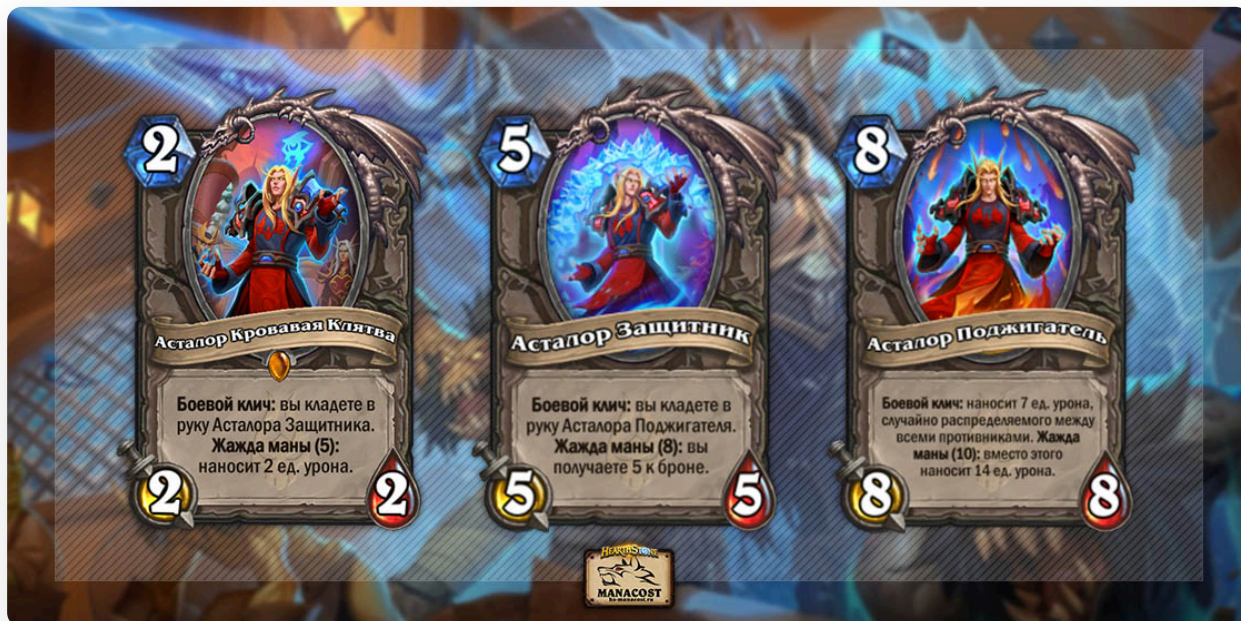 2
Асталор Кровавая Клятва
Боевой клич: вы кладете в
руку Асталора Защитника.
Жажда маны (5):
наносит 2 ед. урона.
2
2
5
Асталор Защитник
Боевой клич: вы кладете в
руку Асталора Поджигателя.
Жажда маны (8): вы
получаете 5 к броне.
5
5
8
Асталор Поджигатель
Боевой клич: наносит 7 ед. урона,
случайно распределяемого между
всеми противниками. Жажда
маны (10): вместо этого
наносит 14 ед. урона.
8
8
HEARTHSTONE
MANACOST
hs-manacost.ru